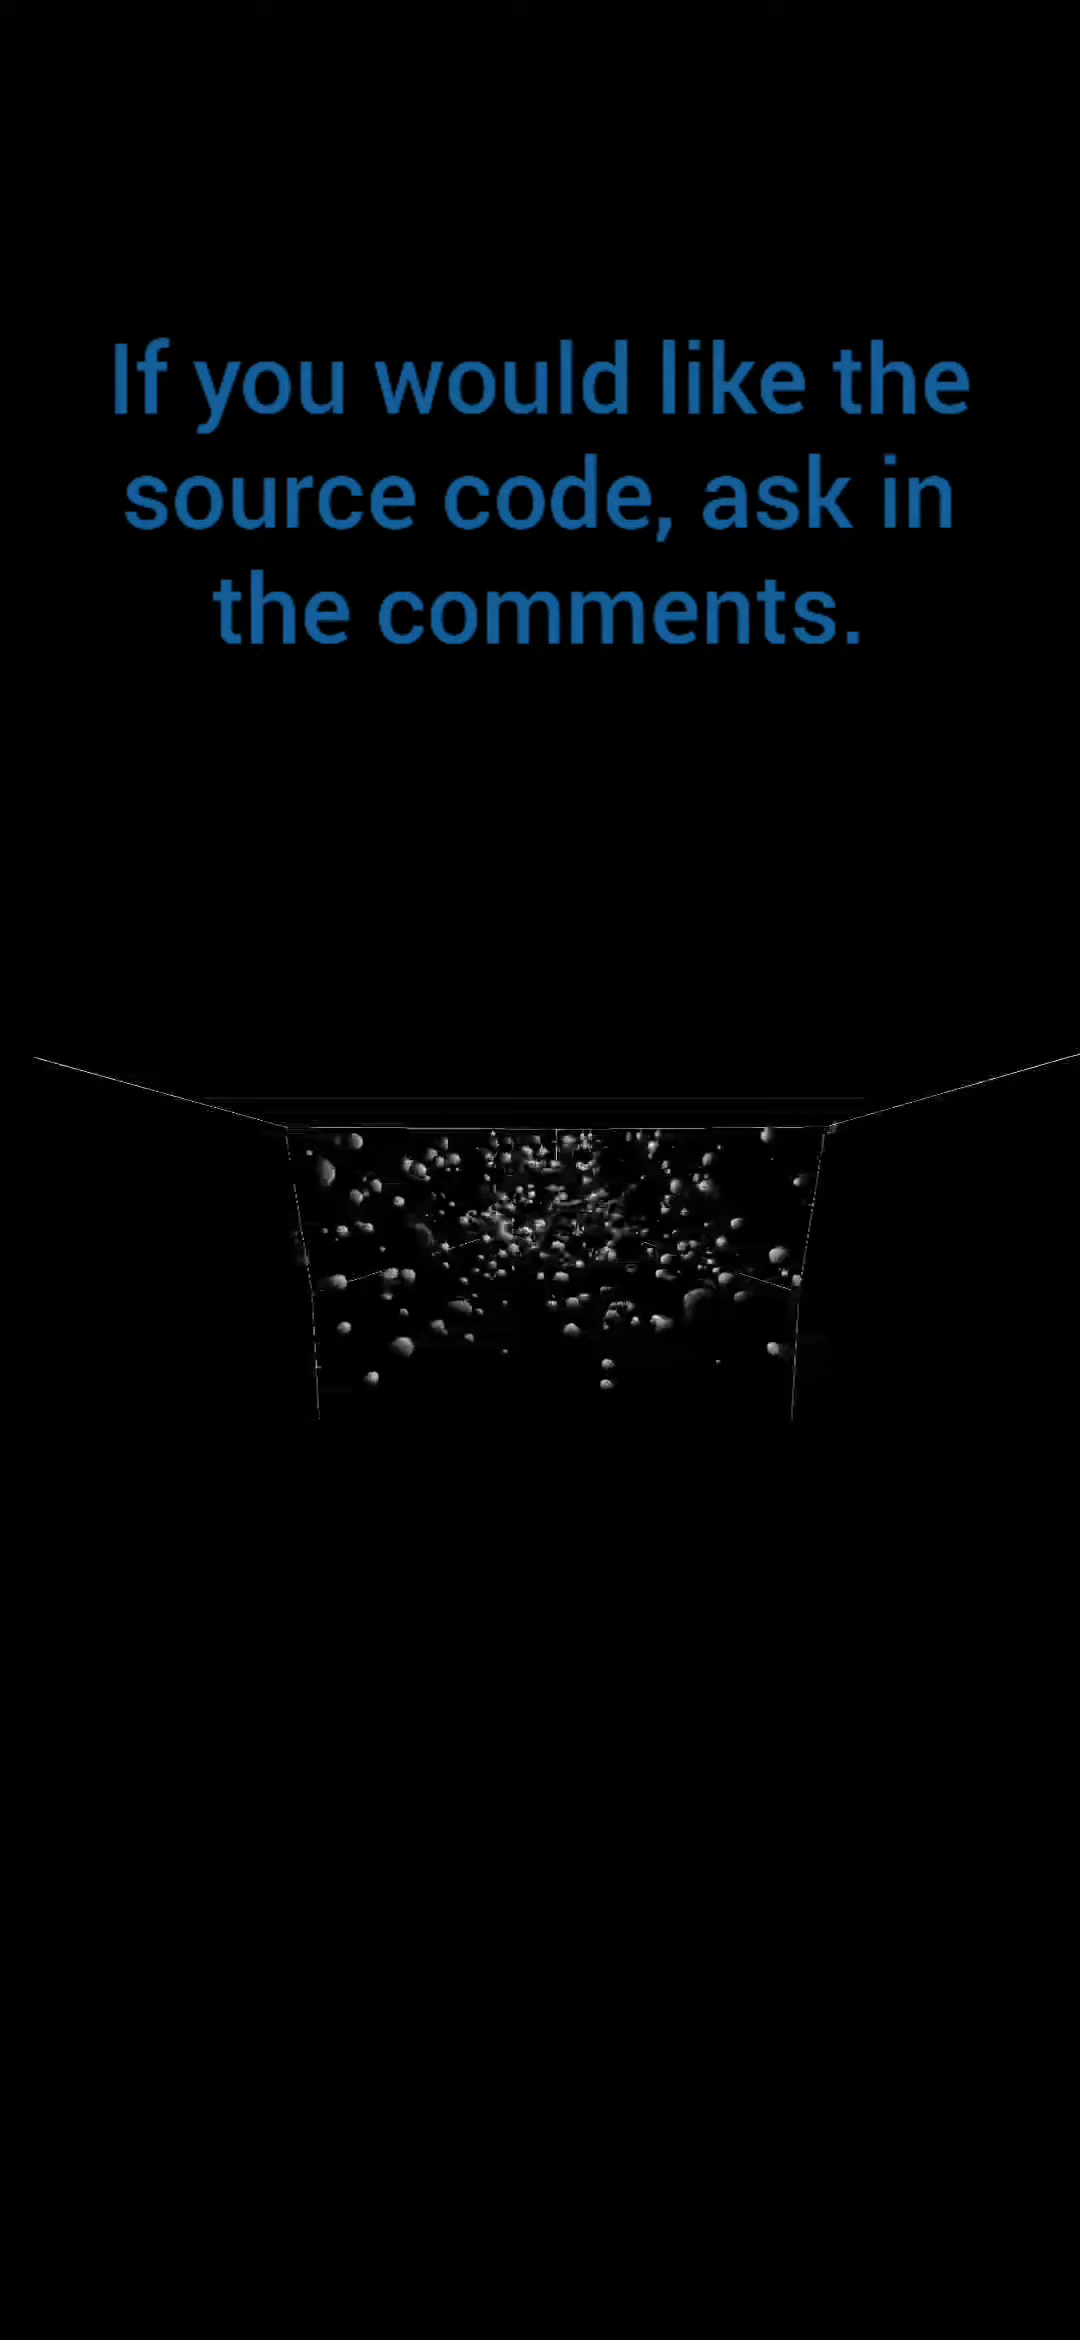 If you would like the
source code, ask in
the comments.